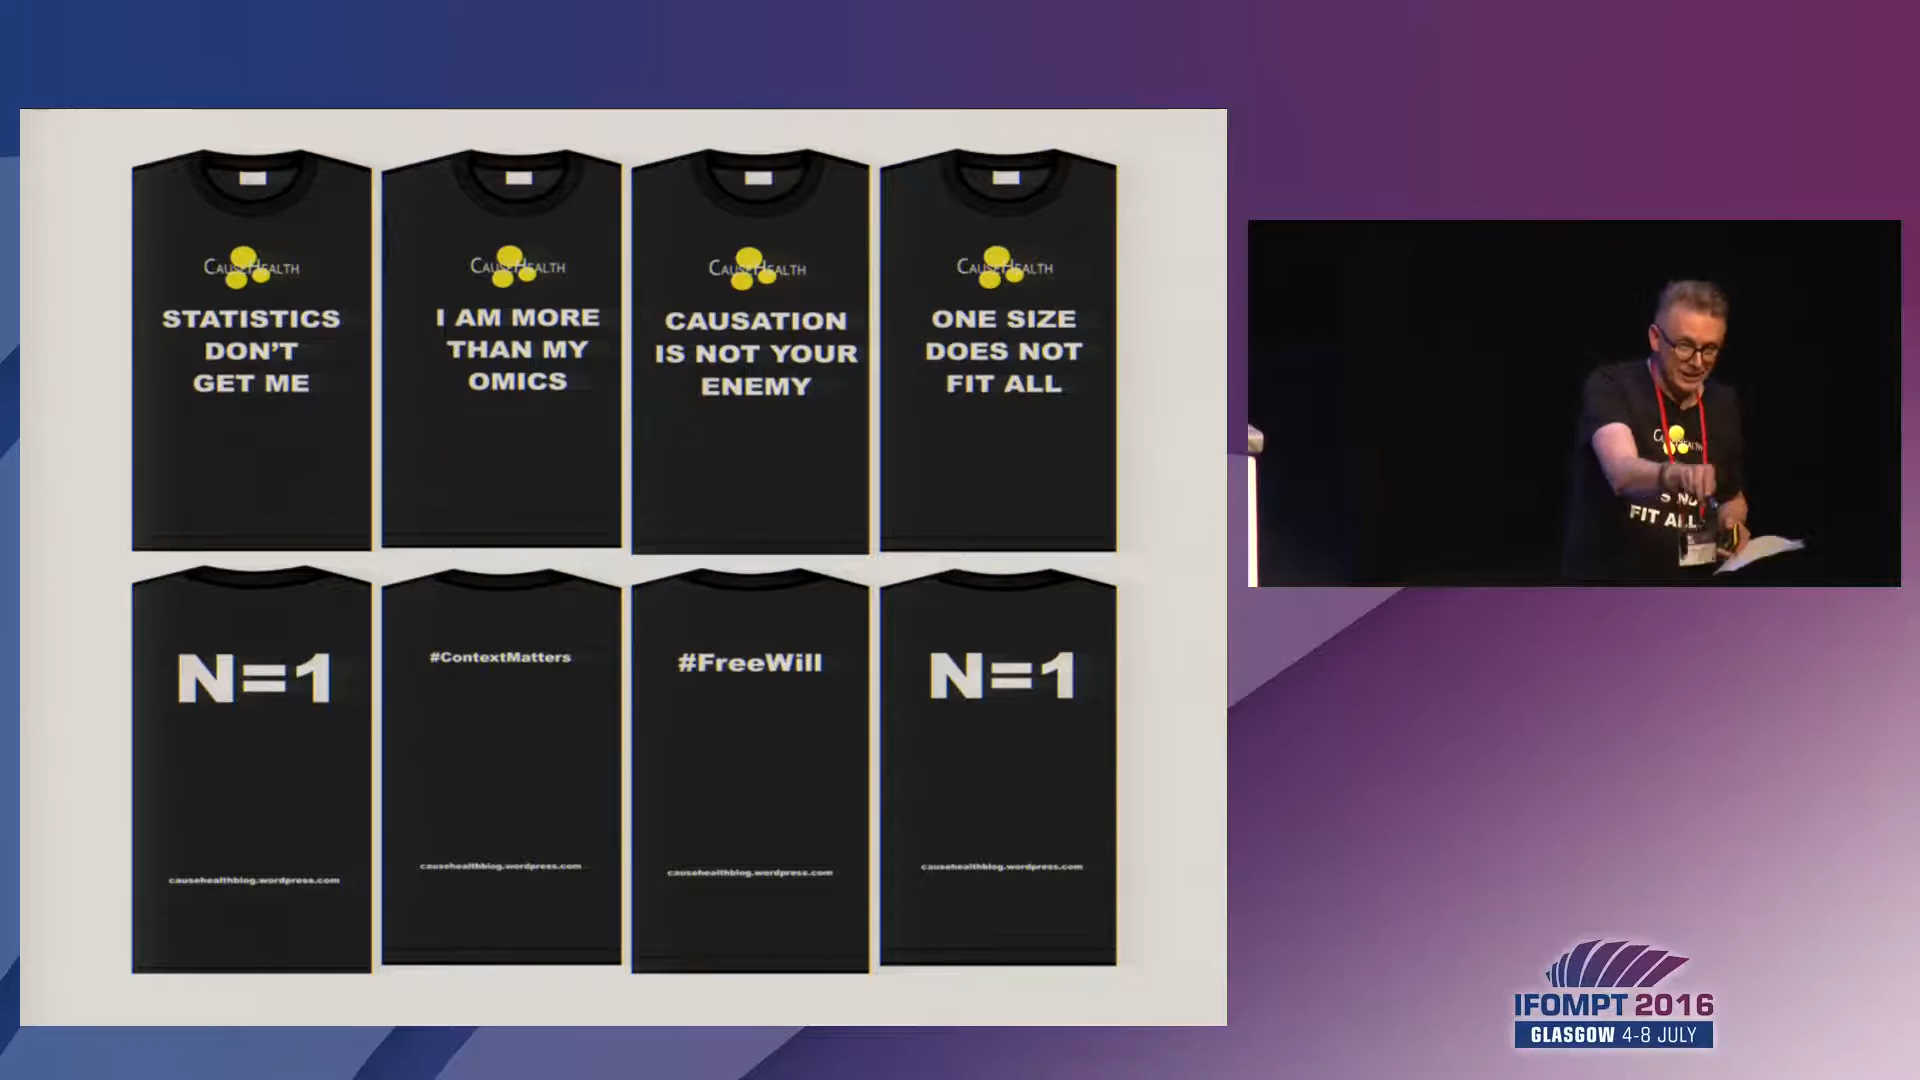 CAUSEHEALTH
STATISTICS
DON'T
GET ME
CAUSEHEALTH
I AM MORE
THAN MY
OMICS
CAUSEHEALTH
CAUSATION
IS NOT YOUR
ENEMY
CAUSEHEALTH
ONE SIZE
DOES NOT
FIT ALL
N=1
causehealthblog.wordpress.com
#ContextMatters
causehealthblog.wordpress.com
#FreeWill
causehealthblog.wordpress.com
N=1
causehealthblog.wordpress.com
CAUSEHEALTH
FIT ALL
IFOMPT 2016
GLASGOW 4-8 JULY